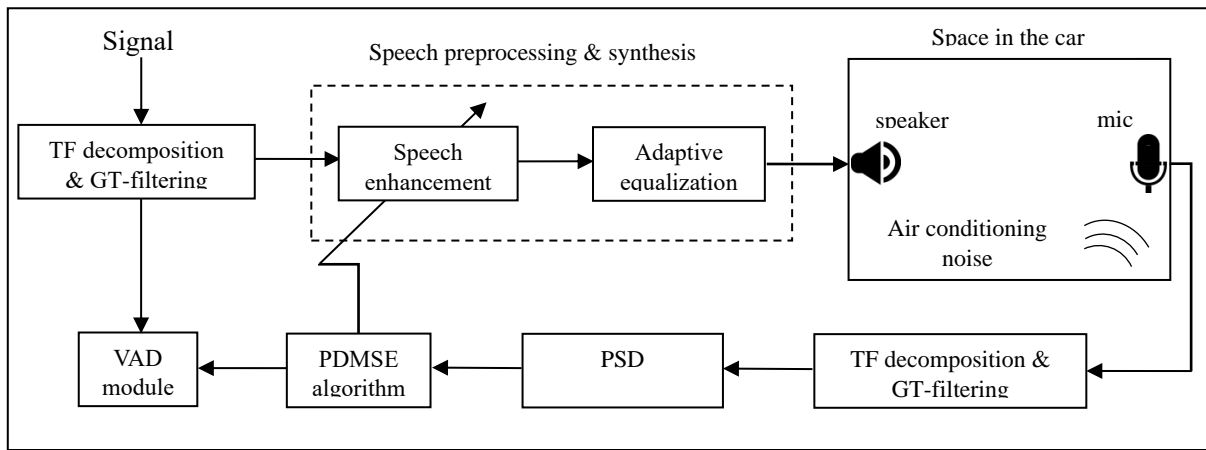 Signal
Speech preprocessing & synthesis
Space in the car
TF decomposition
& GT-filtering
Speech
enhancement
Adaptive
equalization
speaker
mic
Air conditioning
noise
VAD
module
PDMSE
algorithm
PSD
TF decomposition &
GT-filtering